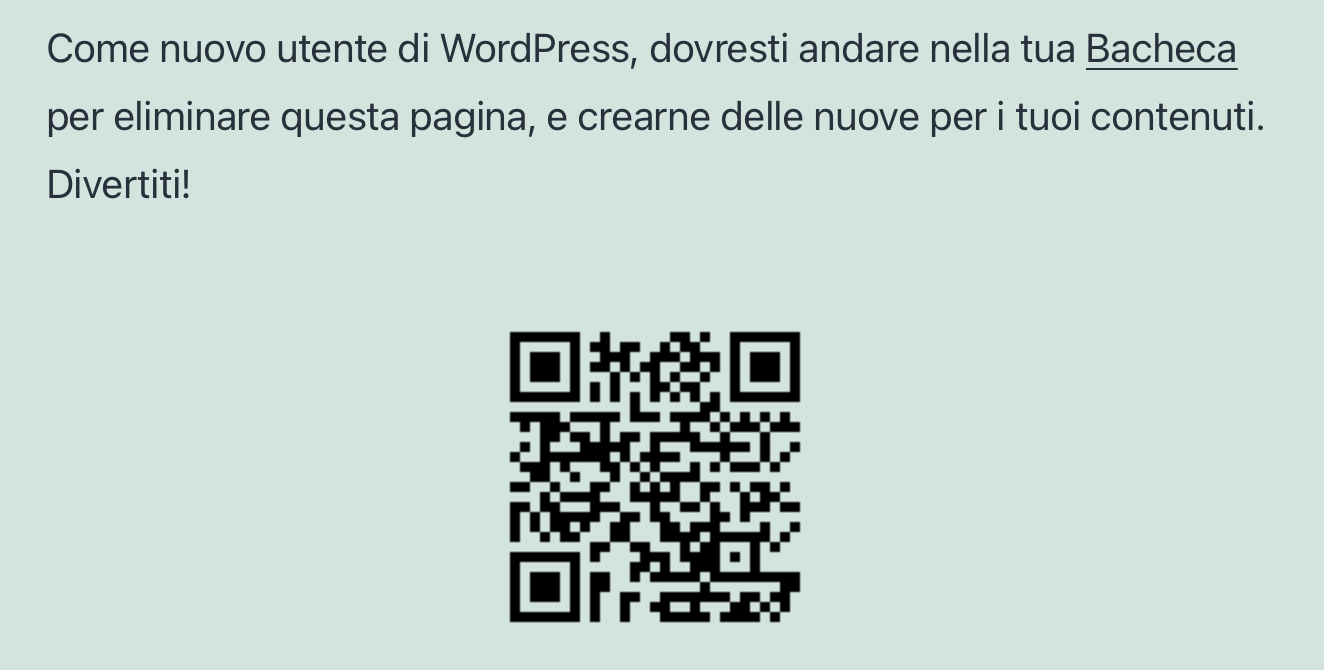 Come nuovo utente di WordPress, dovresti andare nella tua Bacheca
per eliminare questa pagina, e crearne delle nuove per i tuoi contenuti.
Divertiti!